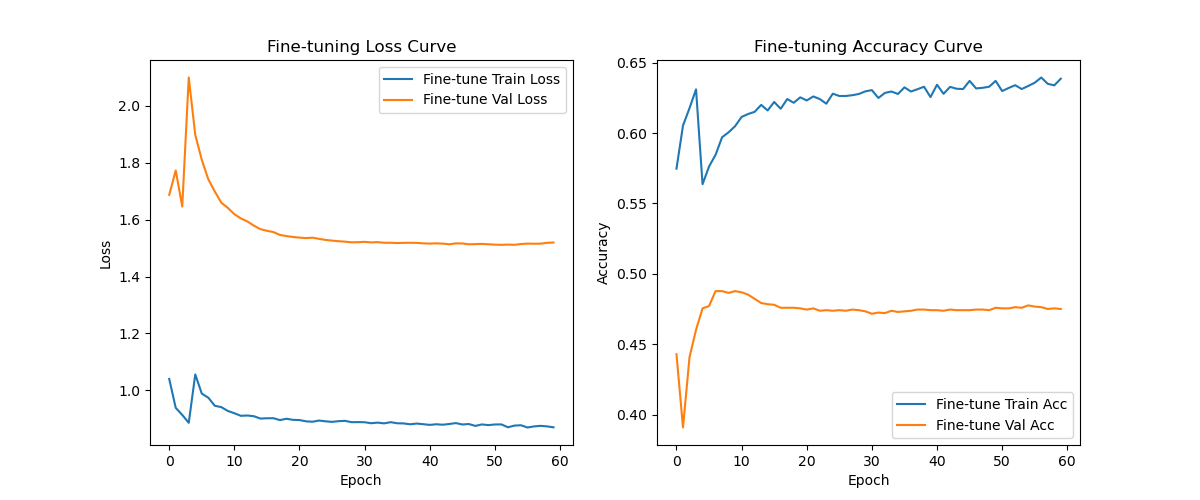 Fine-tuning Loss Curve
Fine-tune Train Loss
Fine-tune Val Loss
2.0
1.8
1.6
1.4
1.2
1.0
Loss
0 10 20 30 40 50 60
Epoch
Fine-tuning Accuracy Curve
0.65
0.60
0.55
0.50
0.45
0.40
Accuracy
Fine-tune Train Acc
Fine-tune Val Acc
0 10 20 30 40 50 60
Epoch